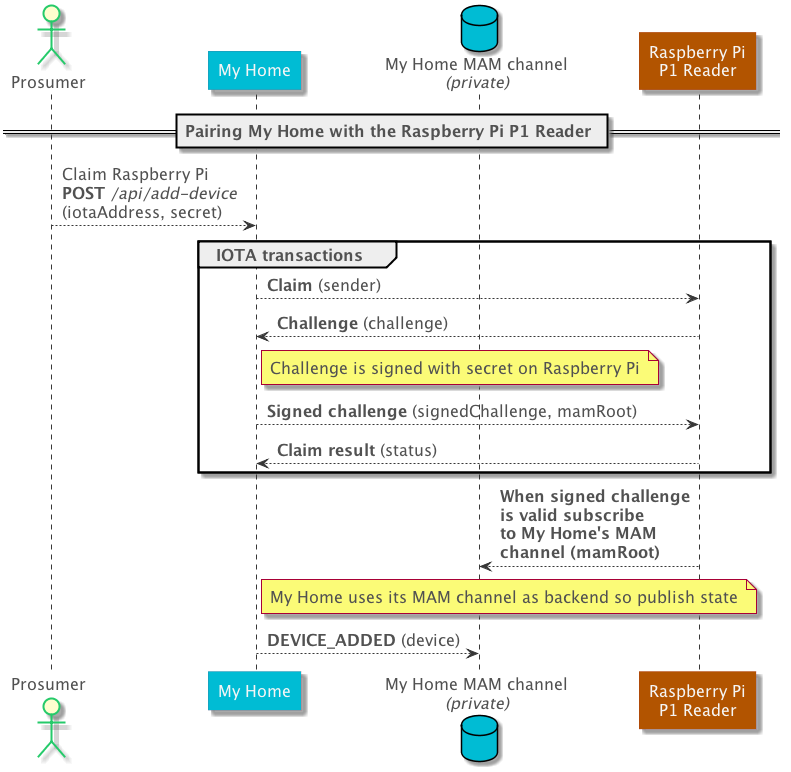 Prosumer
My Home
My Home MAM channel
(private)
Raspberry Pi
P1 Reader
Pairing My Home with the Raspberry Pi P1 Reader
Claim Raspberry Pi
POST /api/add-device
(iotaAddress, secret)
IOTA transactions
Claim (sender)
Challenge (challenge)
Challenge is signed with secret on Raspberry Pi
Signed challenge (signedChallenge, mamRoot)
Claim result (status)
When signed challenge
is valid subscribe
to My Home's MAM
channel (mamRoot)
My Home uses its MAM channel as backend so publish state
DEVICE_ADDED (device)
Prosumer
My Home
My Home MAM channel
(private)
Raspberry Pi
P1 Reader